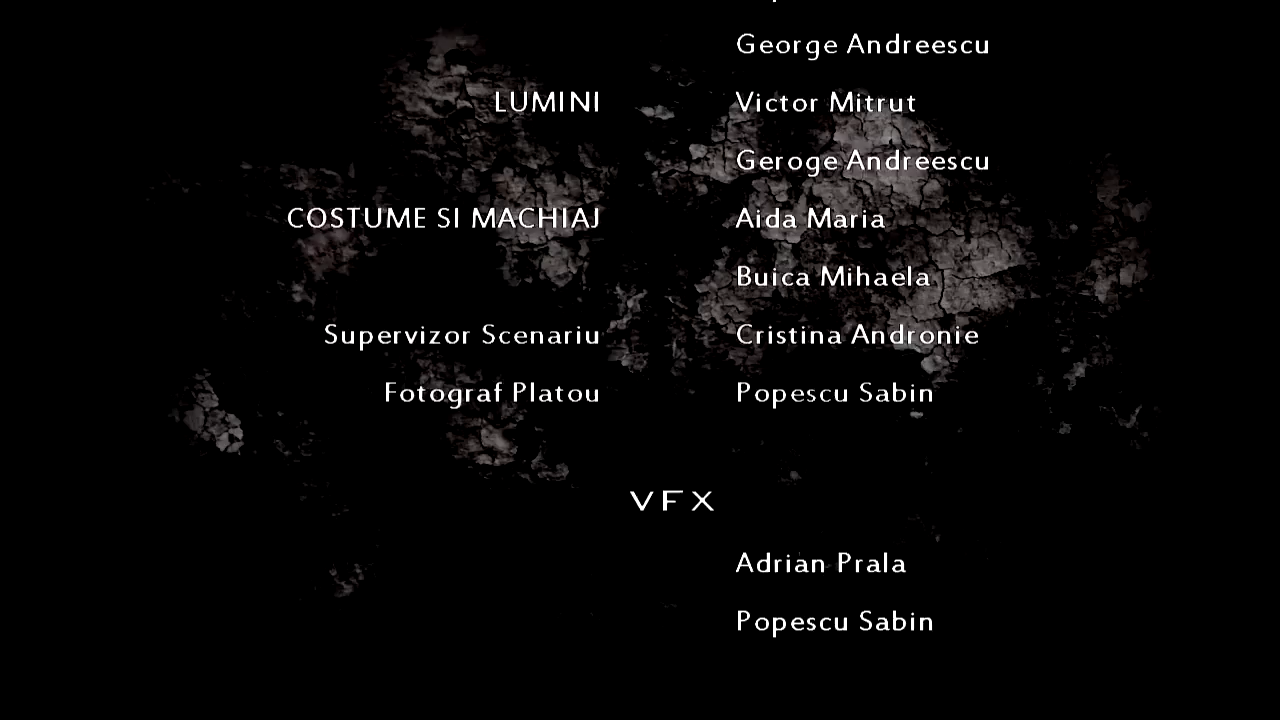 George Andreescu
LUMINI Victor Mitrut
Geroge Andreescu
COSTUME SI MACHIAJ Aida Maria
Buica Mihaela
Supervizor Scenariu Cristina Andronie
Fotograf Platou Popescu Sabin
VFX
Adrian Prala
Popescu Sabin